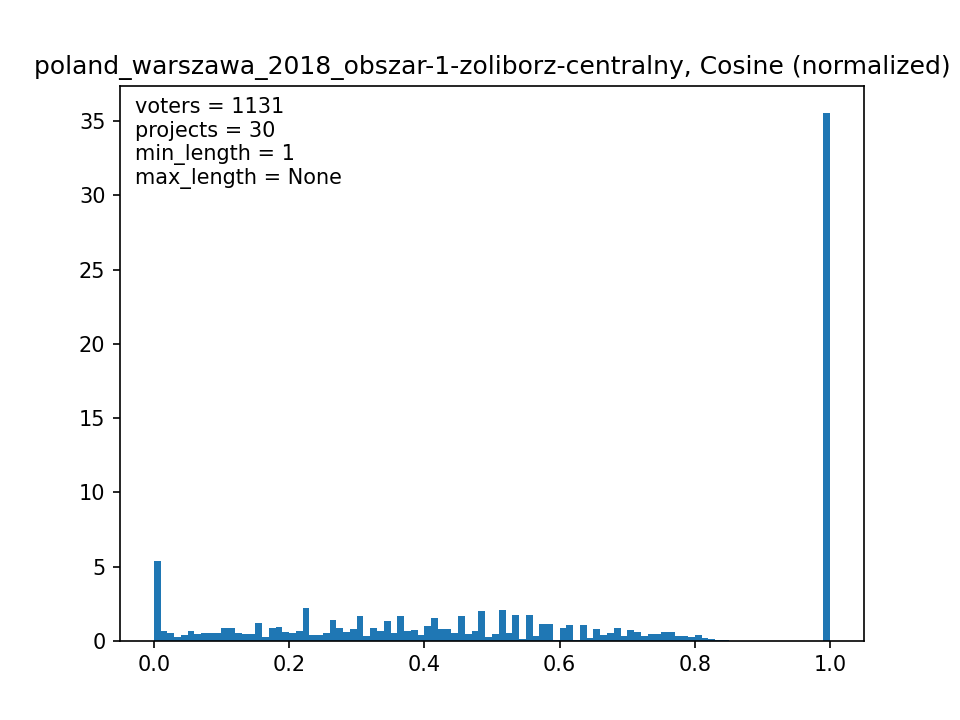 poland_warszawa_2018_obszar-1-zoliborz-centralny, Cosine (normalized)
voters = 1131
projects = 30
min_length = 1
max_length = None
35
30
25
20
15
10
5
0
0.0 0.2 0.4 0.6 0.8 1.0